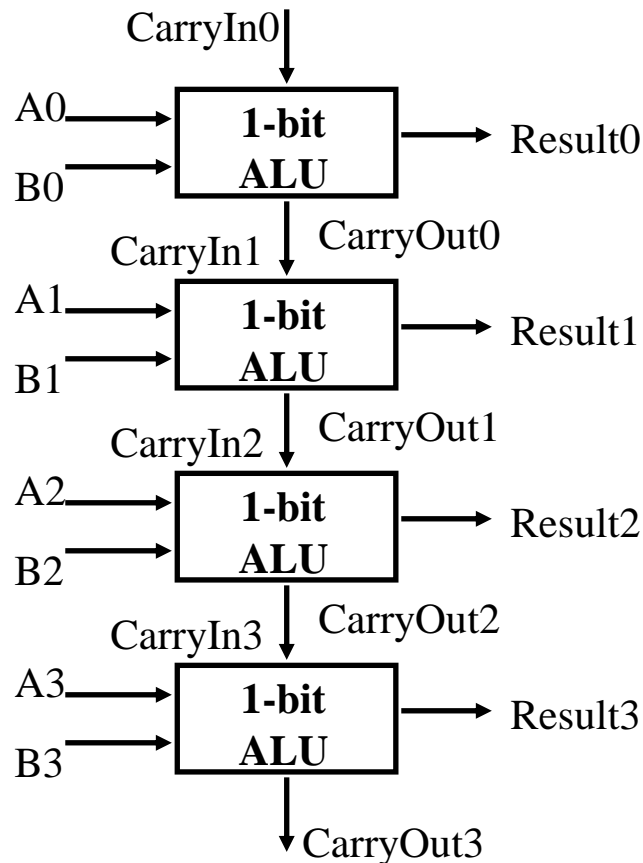 CarryIn0
A0
1-bit
Result0
B0
ALU
CarryOut0
CarryIn1
A1
1-bit
Result1
B1
ALU
CarryOut1
CarryIn2
A2
1-bit
Result2
B2
ALU
CarryOut2
CarryIn3
A3
1-bit
Result3
B3
ALU
CarryOut3